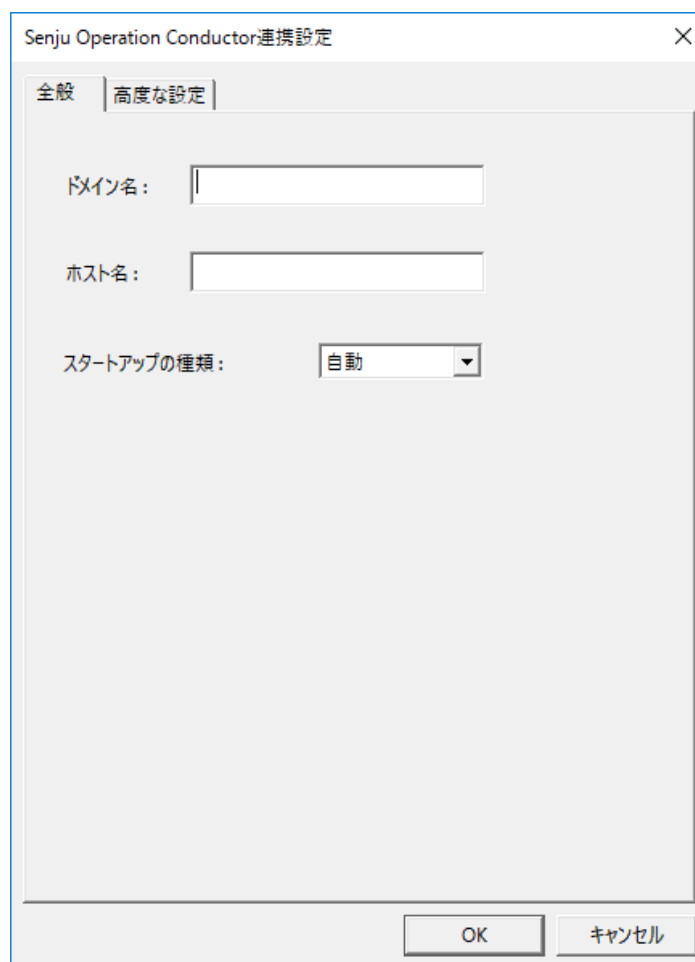 Senju Operation Conductor連携設定
全般 高度な設定
ドメイン名：
ホスト名：
スタートアップの種類： 自動
OK キャンセル